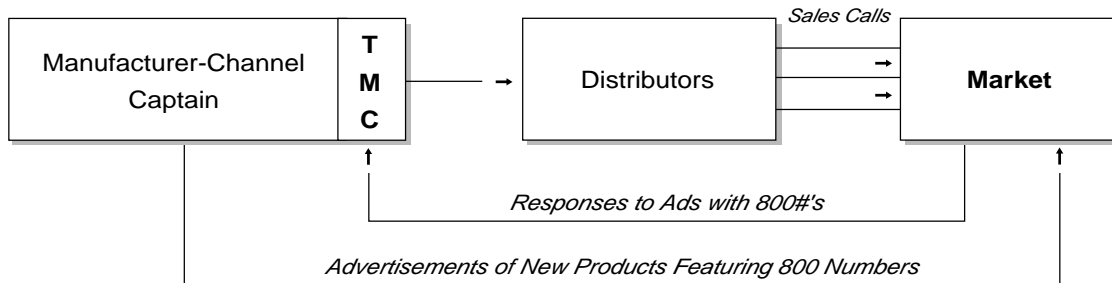 Sales Calls
Manufacturer-Channel
Captain
T
M
C
Distributors
Market
Responses to Ads with 800#'s
Advertisements of New Products Featuring 800 Numbers